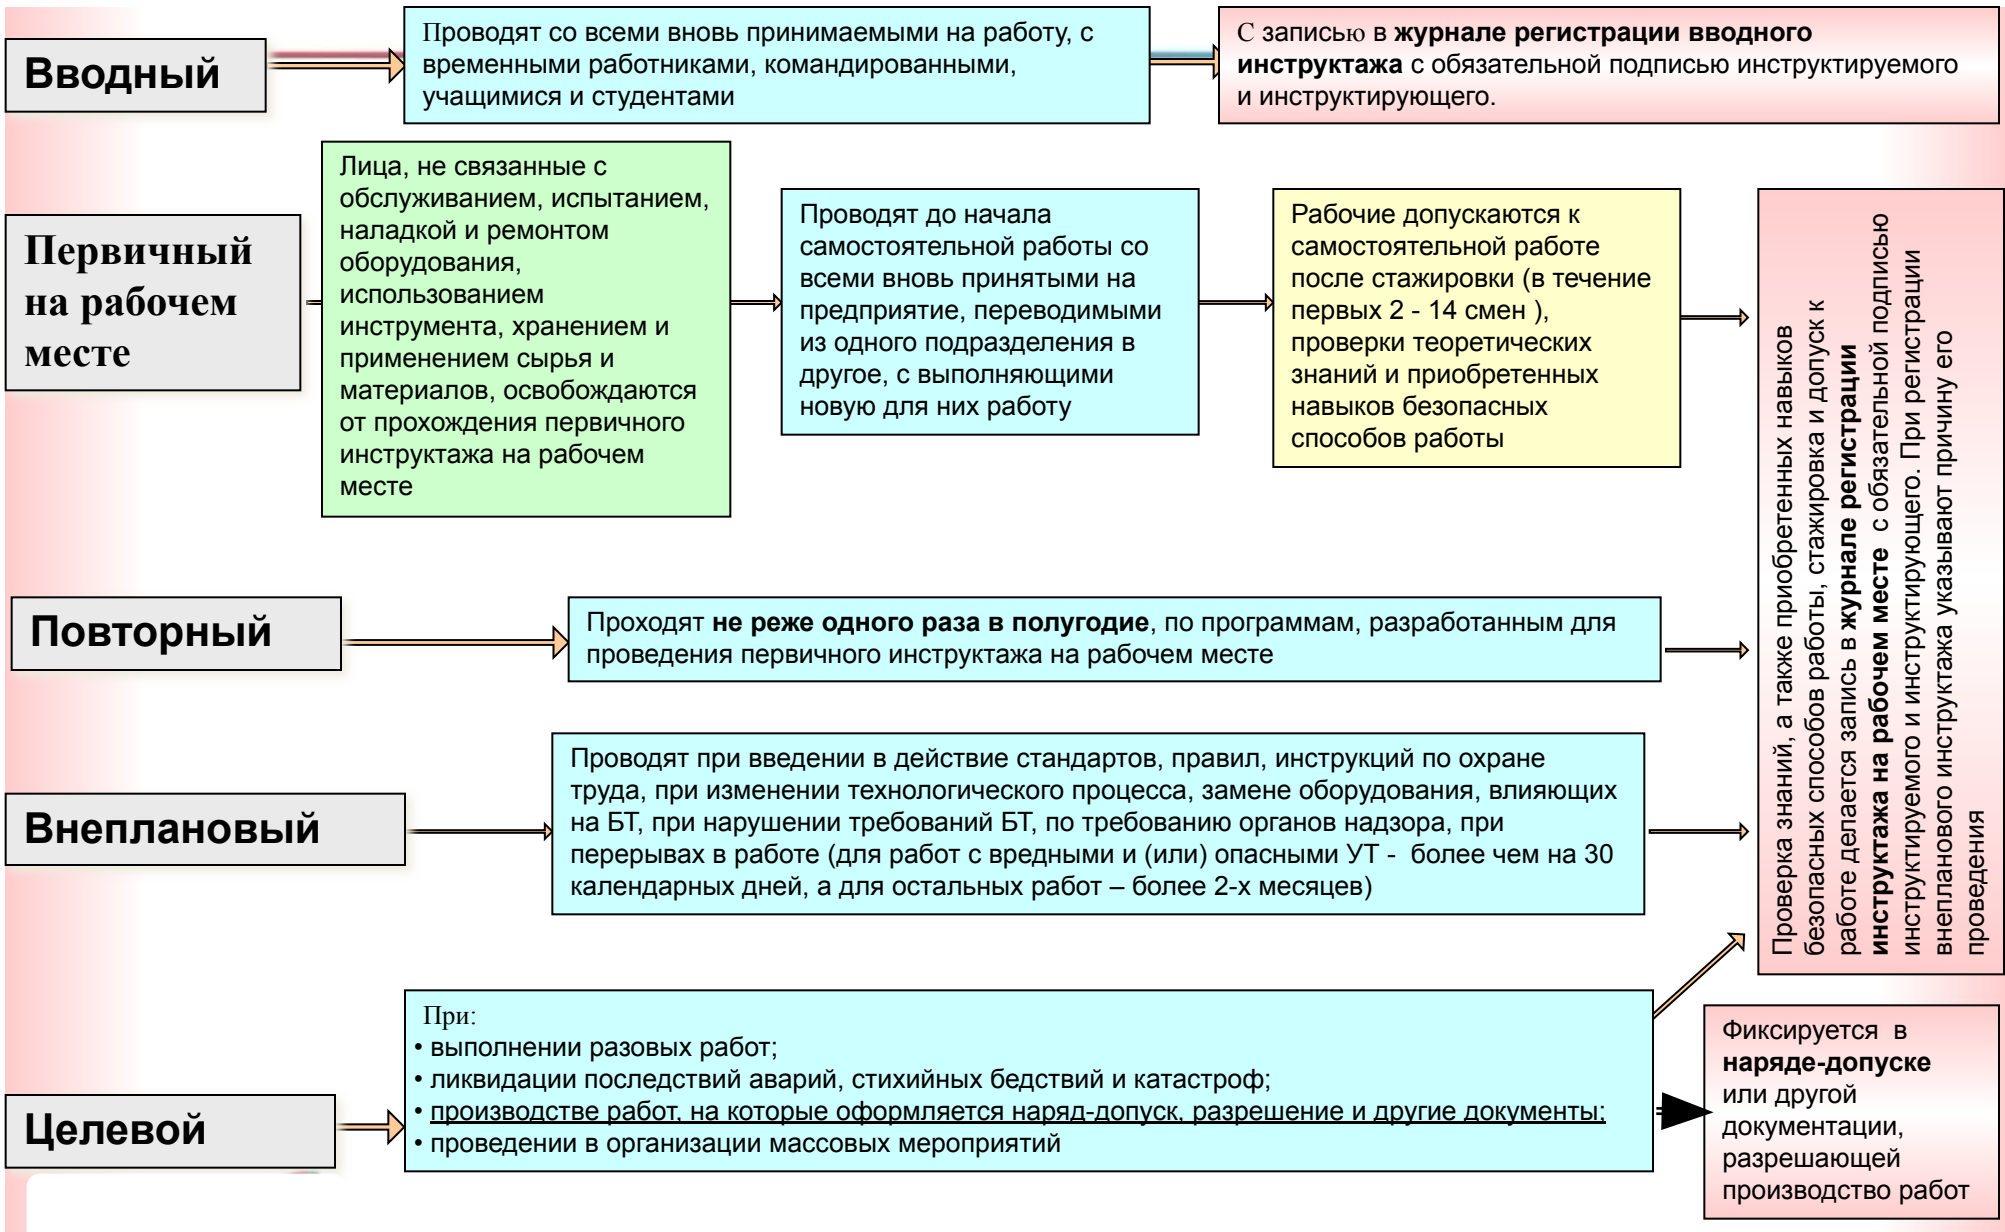 Вводный
Проводят со всеми вновь принимаемыми на работу, с
временными работниками, командированными,
учащимися и студентами
С записью в журнале регистрации вводного
инструктажа с обязательной подписью инструктируемого
и инструктирующего.
Первичный
на рабочем
месте
Лица, не связанные с
обслуживанием, испытанием,
наладкой и ремонтом
оборудования,
использованием
инструмента, хранением и
применением сырья и
материалов, освобождаются
от прохождения первичного
инструктажа на рабочем
месте
Проводят до начала
самостоятельной работы со
всеми вновь принятыми на
предприятие, переводимыми
из одного подразделения в
другое, с выполняющими
новую для них работу
Рабочие допускаются к
самостоятельной работе
после стажировки (в течение
первых 2 - 14 смен ),
проверки теоретических
знаний и приобретенных
навыков безопасных
способов работы
Проверка знаний, а также приобретенных навыков
безопасных способов работы, стажировка и допуск к
работе делается запись в журнале регистрации
инструктажа на рабочем месте с обязательной подписью
инструктируемого и инструктирующего. При регистрации
внепланового инструктажа указывают причину его
проведения
Повторный
Проходят не реже одного раза в полугодие, по программам, разработанным для
проведения первичного инструктажа на рабочем месте
Внеплановый
Проводят при введении в действие стандартов, правил, инструкций по охране
труда, при изменении технологического процесса, замене оборудования, влияющих
на БТ, при нарушении требований БТ, по требованию органов надзора, при
перерывах в работе (для работ с вредными и (или) опасными УТ - более чем на 30
календарных дней, а для остальных работ – более 2-х месяцев)
Целевой
При:
• выполнении разовых работ;
• ликвидации последствий аварий, стихийных бедствий и катастроф;
• производстве работ, на которые оформляется наряд-допуск, разрешение и другие документы;
• проведении в организации массовых мероприятий
Фиксируется в
наряде-допуске
или другой
документации,
разрешающей
производство работ